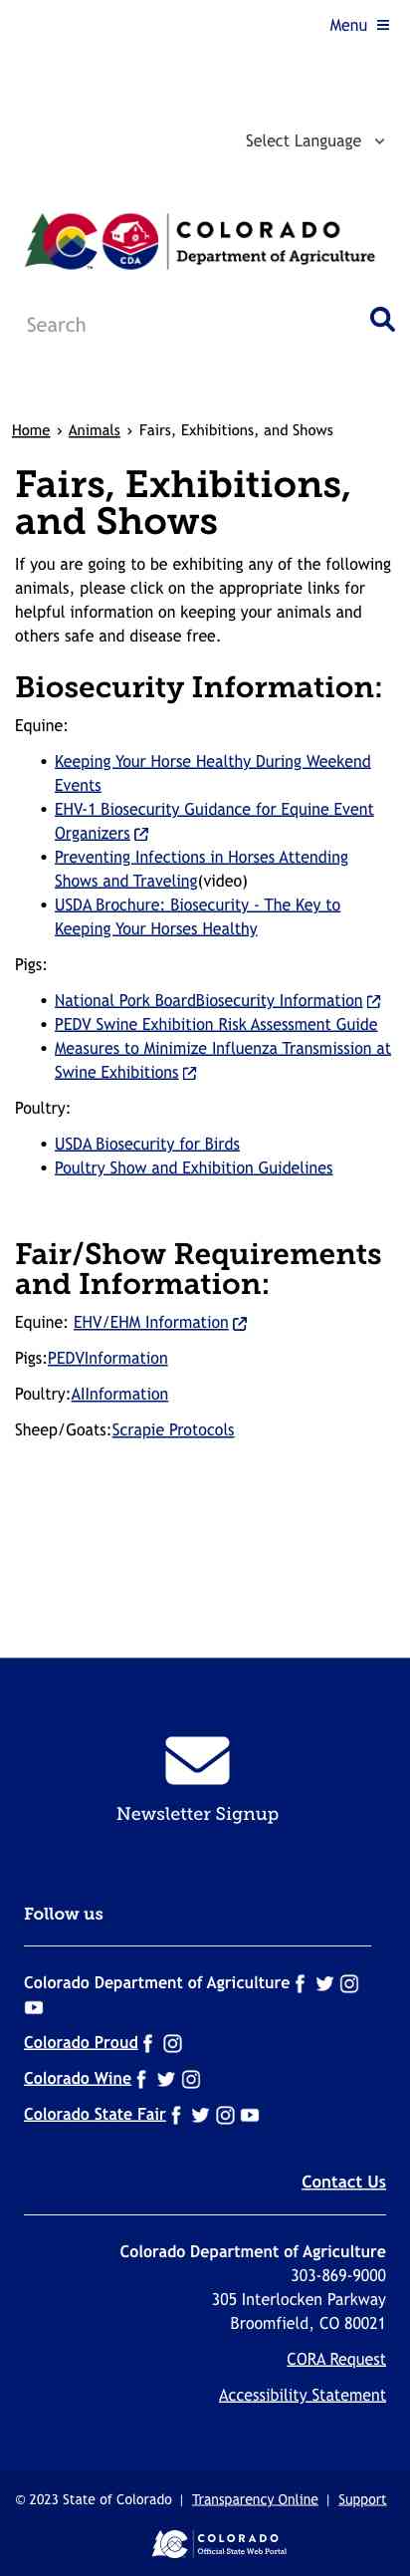 Menu
Select Language
CDA
COLORADO
Department of Agriculture
Search
Home › Animals › Fairs, Exhibitions, and Shows
Fairs, Exhibitions,
and Shows
If you are going to be exhibiting any of the following
animals, please click on the appropriate links for
helpful information on keeping your animals and
others safe and disease free.
Biosecurity Information:
Equine:
• Keeping Your Horse Healthy During Weekend
Events
• EHV-1 Biosecurity Guidance for Equine Event
Organizers
• Preventing Infections in Horses Attending
Shows and Traveling(video)
• USDA Brochure: Biosecurity - The Key to
Keeping Your Horses Healthy
Pigs:
• National Pork BoardBiosecurity Information
• PEDV Swine Exhibition Risk Assessment Guide
• Measures to Minimize Influenza Transmission at
Swine Exhibitions
Poultry:
• USDA Biosecurity for Birds
• Poultry Show and Exhibition Guidelines
Fair/Show Requirements
and Information:
Equine: EHV/EHM Information
Pigs:PEDVInformation
Poultry:AIInformation
Sheep/Goats:Scrapie Protocols
Newsletter Signup
Follow us
Colorado Department of Agriculture
Colorado Proud
Colorado Wine
Colorado State Fair
Contact Us
Colorado Department of Agriculture
303-869-9000
305 Interlocken Parkway
Broomfield, CO 80021
CORA Request
Accessibility Statement
© 2023 State of Colorado | Transparency Online | Support
COLORADO
Official State Web Portal